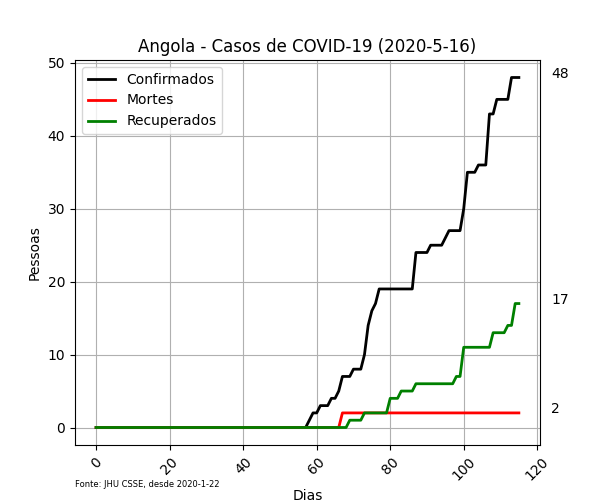 Angola - Casos de COVID-19 (2020-5-16)
Confirmados
Mortes
Recuperados
Pessoas
50
40
30
20
10
0
48
17
2
0
20
40
60
80
100
120
Fonte: JHU CSSE, desde 2020-1-22
Dias